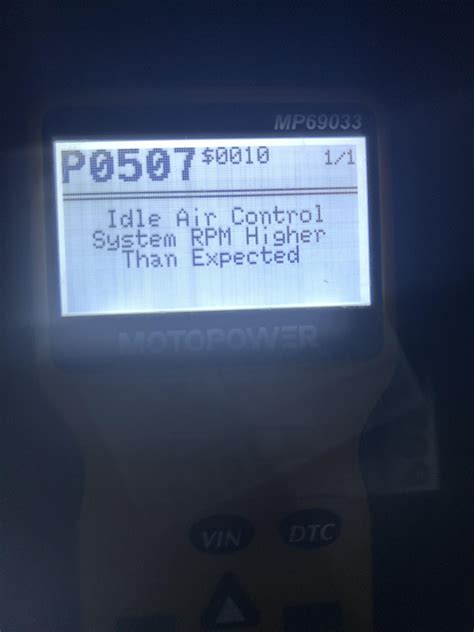 MP69033
P0507 $0010 1/1
Idle Air Control
System RPM Higher
Than Expected
MOTOPOWER
VIN DTC